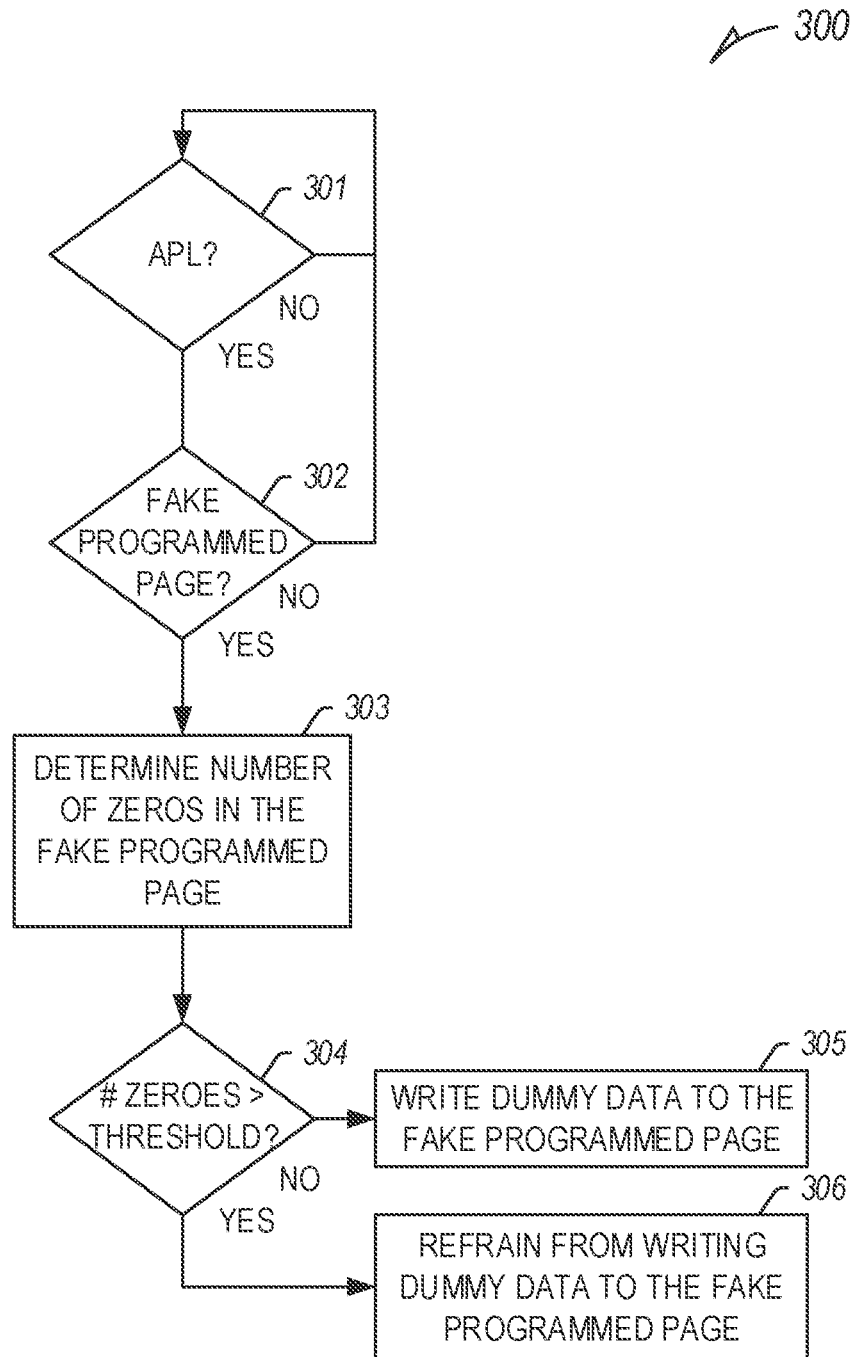 300
301
APL?
NO
YES
302
FAKE
PROGRAMMED
PAGE?
NO
YES
303
DETERMINE NUMBER
OF ZEROS IN THE
FAKE PROGRAMMED
PAGE
304
# ZEROES >
THRESHOLD?
NO
YES
305
WRITE DUMMY DATA TO THE
FAKE PROGRAMMED PAGE
306
REFRAIN FROM WRITING
DUMMY DATA TO THE FAKE
PROGRAMMED PAGE